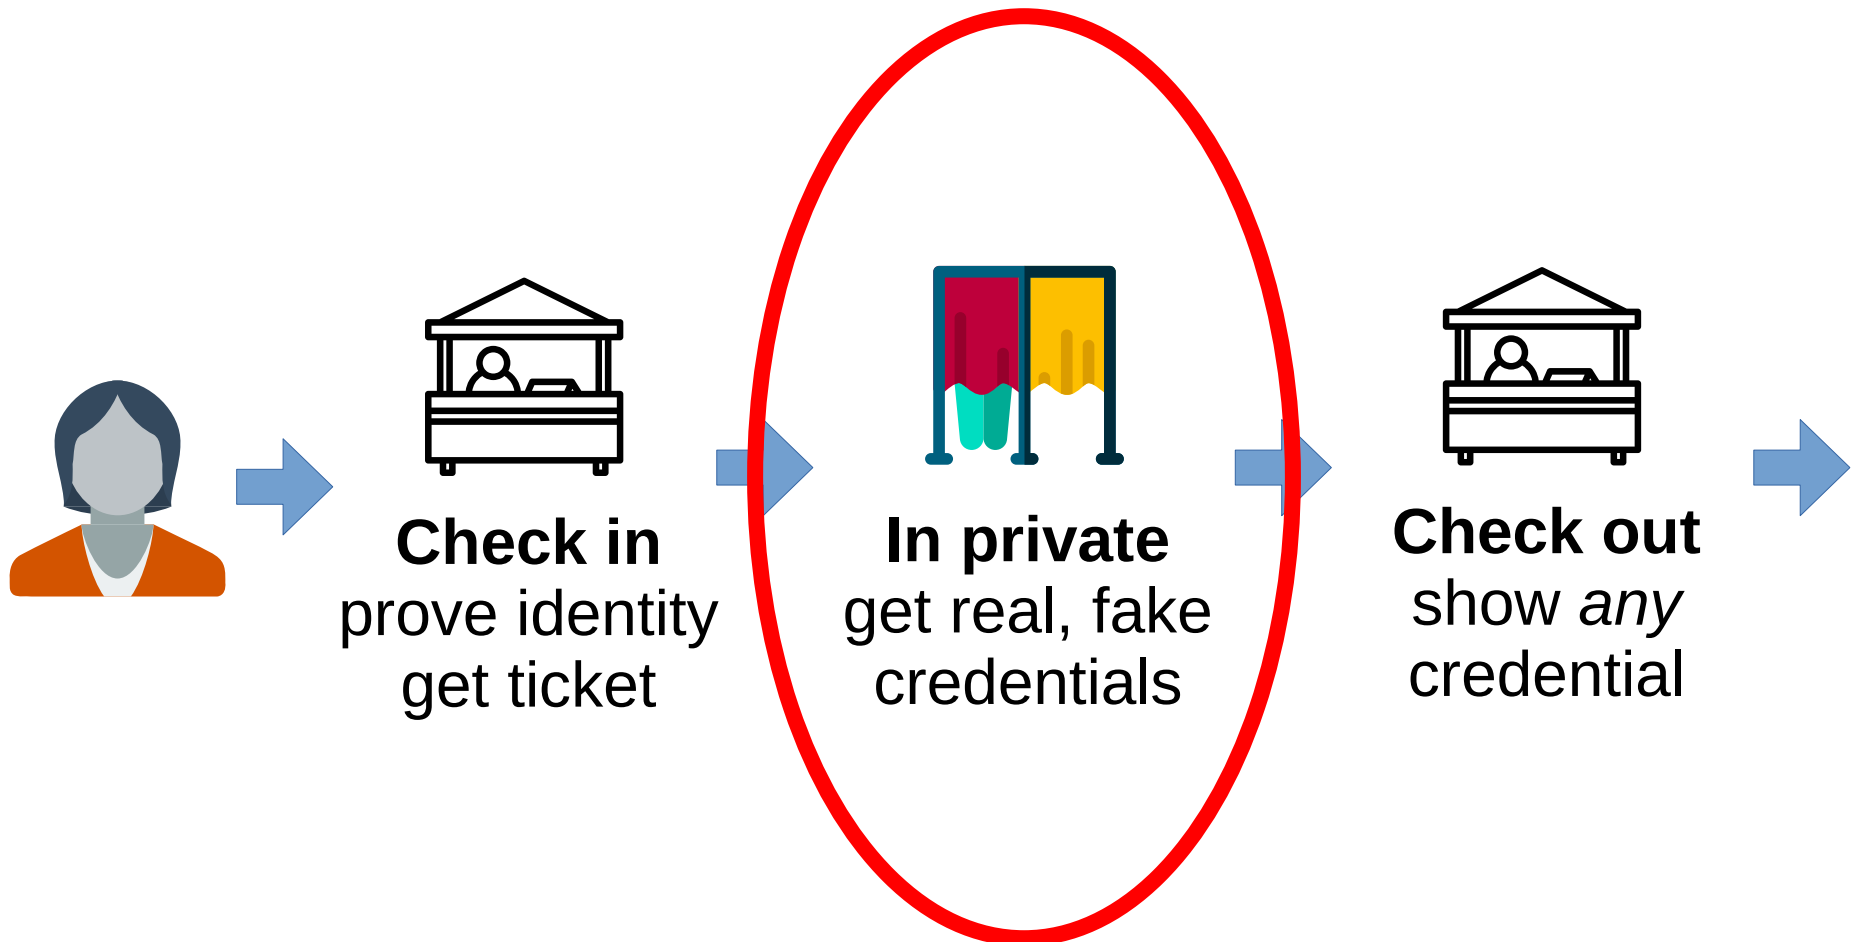 Check in
prove identity
get ticket
In private
get real, fake
credentials
Check out
show any
credential